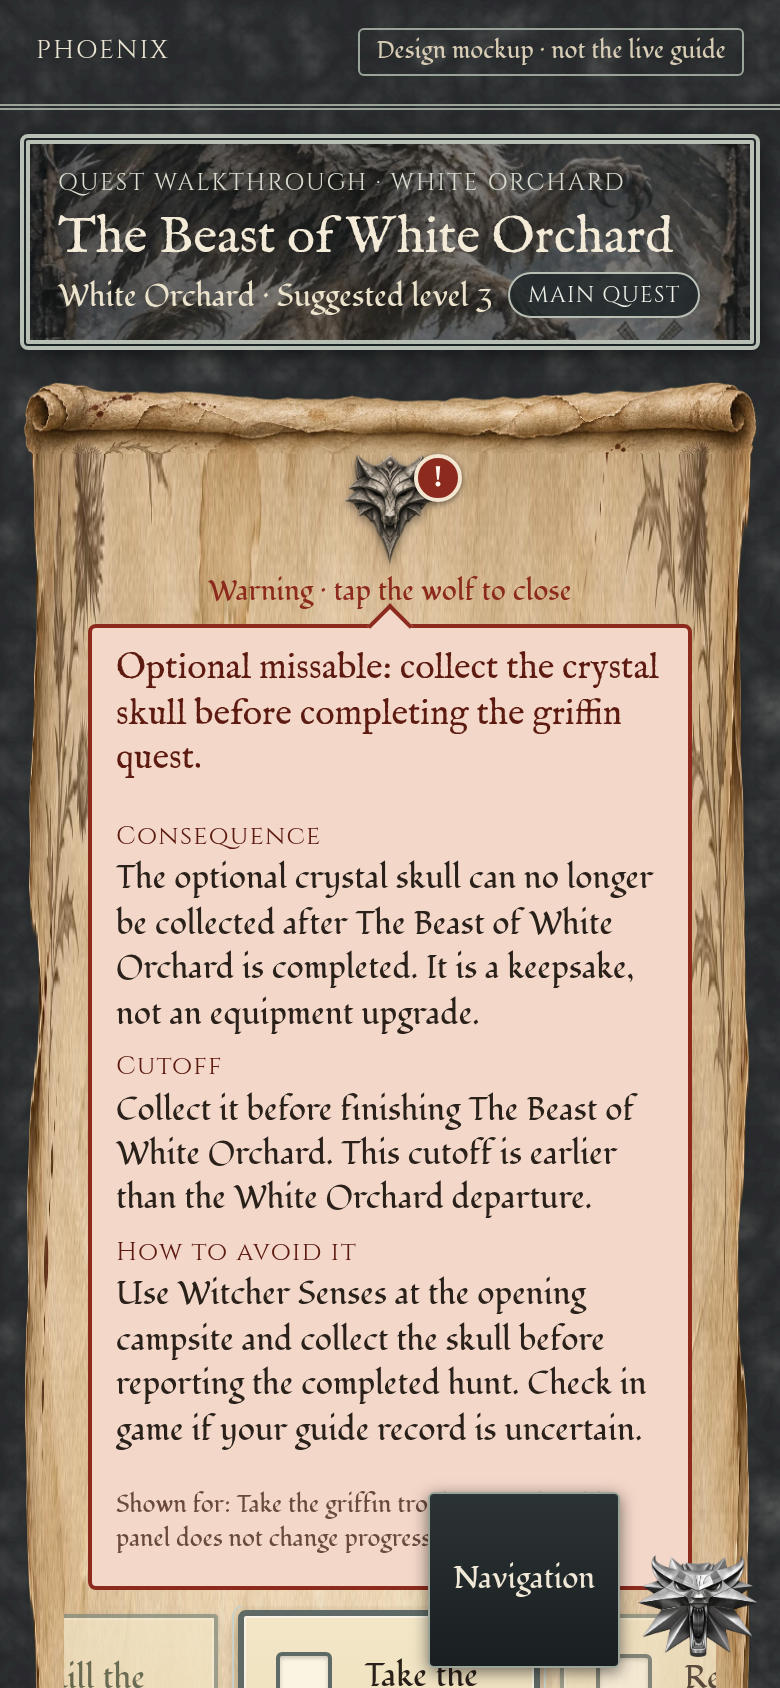 PHOENIX
Design mockup · not the live guide
QUEST WALKTHROUGH · WHITE ORCHARD
The Beast of White Orchard
White Orchard · Suggested level 3 MAIN QUEST
!
Warning · tap the wolf to close
Optional missable: collect the crystal
skull before completing the griffin
quest.
Consequence
The optional crystal skull can no longer
be collected after The Beast of White
Orchard is completed. It is a keepsake,
not an equipment upgrade.
Cutoff
Collect it before finishing The Beast of
White Orchard. This cutoff is earlier
than the White Orchard departure.
How to avoid it
Use Witcher Senses at the opening
campsite and collect the skull before
reporting the completed hunt. Check in
game if your guide record is uncertain.
Shown for: Take the griffin
panel does not change progress
Navigation
the
Take the